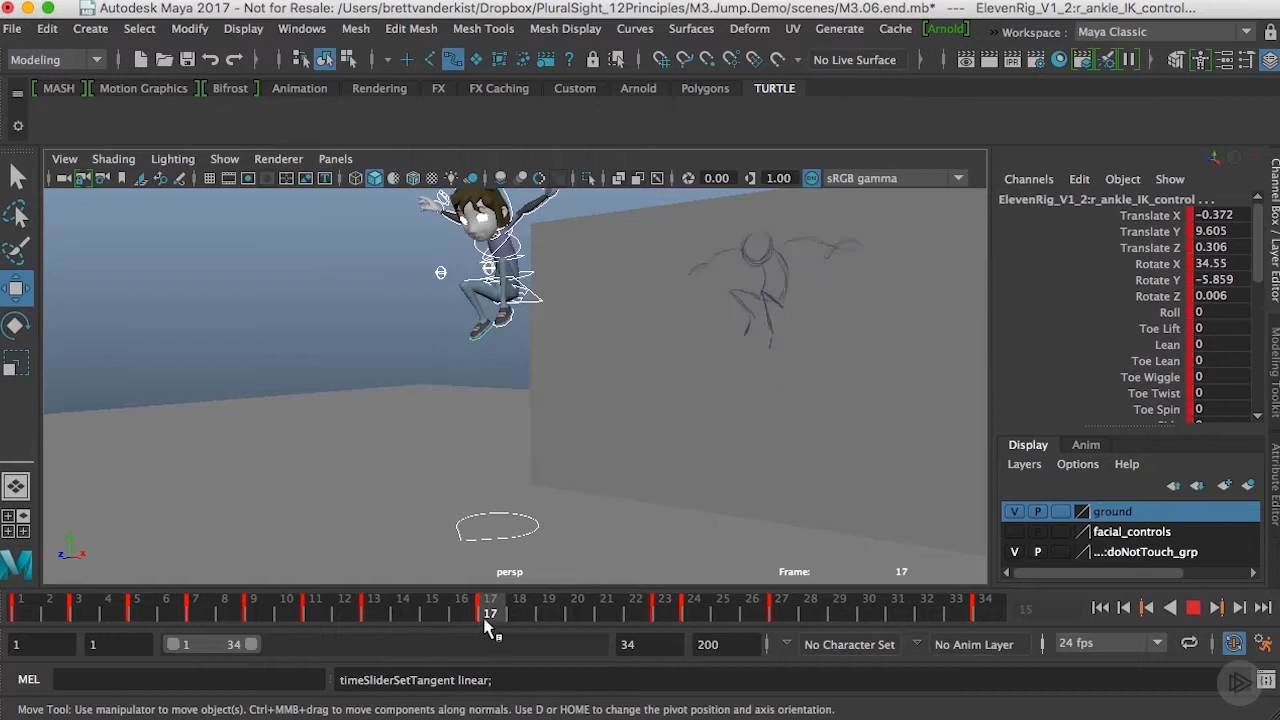 Autodesk Maya 2017 - Not for Resale: /Users/brettvanderkist/Dropbox/PluralSight_12Principles/M3.Jump.Demo/scenes/M3.06.end.mb* --- ElevenRig_V1_2:r_ankle_IK_control...
File Edit Create Select Modify Display Windows Mesh Edit Mesh Mesh Tools Mesh Display Curves Surfaces Deform UV Generate Cache [Arnold] » Workspace : Maya Classic
Modeling No Live Surface
MASH Motion Graphics Bifrost Animation Rendering FX FX Caching Custom Arnold Polygons TURTLE
View Shading Lighting Show Renderer Panels
0.00 1.00 sRGB gamma
persp
Frame: 17
Channels Edit Object Show
ElevenRig_V1_2:r_ankle_IK_control . . .
Translate X -0.372
Translate Y 9.605
Translate Z 0.306
Rotate X 34.55
Rotate Y -5.859
Rotate Z 0.006
Roll 0
Toe Lift 0
Lean 0
Toe Lean 0
Toe Wiggle 0
Toe Twist 0
Toe Spin 0
Display Anim
Layers Options Help
V P ground
facial_controls
V P ...:doNotTouch_grp
Channel Box / Layer Editor
Modeling Toolkit
Attribute Editor
1 2 3 4 5 6 7 8 9 10 11 12 13 14 15 16 17 18 19 20 21 22 23 24 25 26 27 28 29 30 31 32 33 34 15
17
1 1 1 34 34 200 No Character Set No Anim Layer 24 fps
MEL timeSliderSetTangent linear;
Move Tool: Use manipulator to move object(s). Ctrl+MMB+drag to move components along normals. Use D or HOME to change the pivot position and axis orientation.